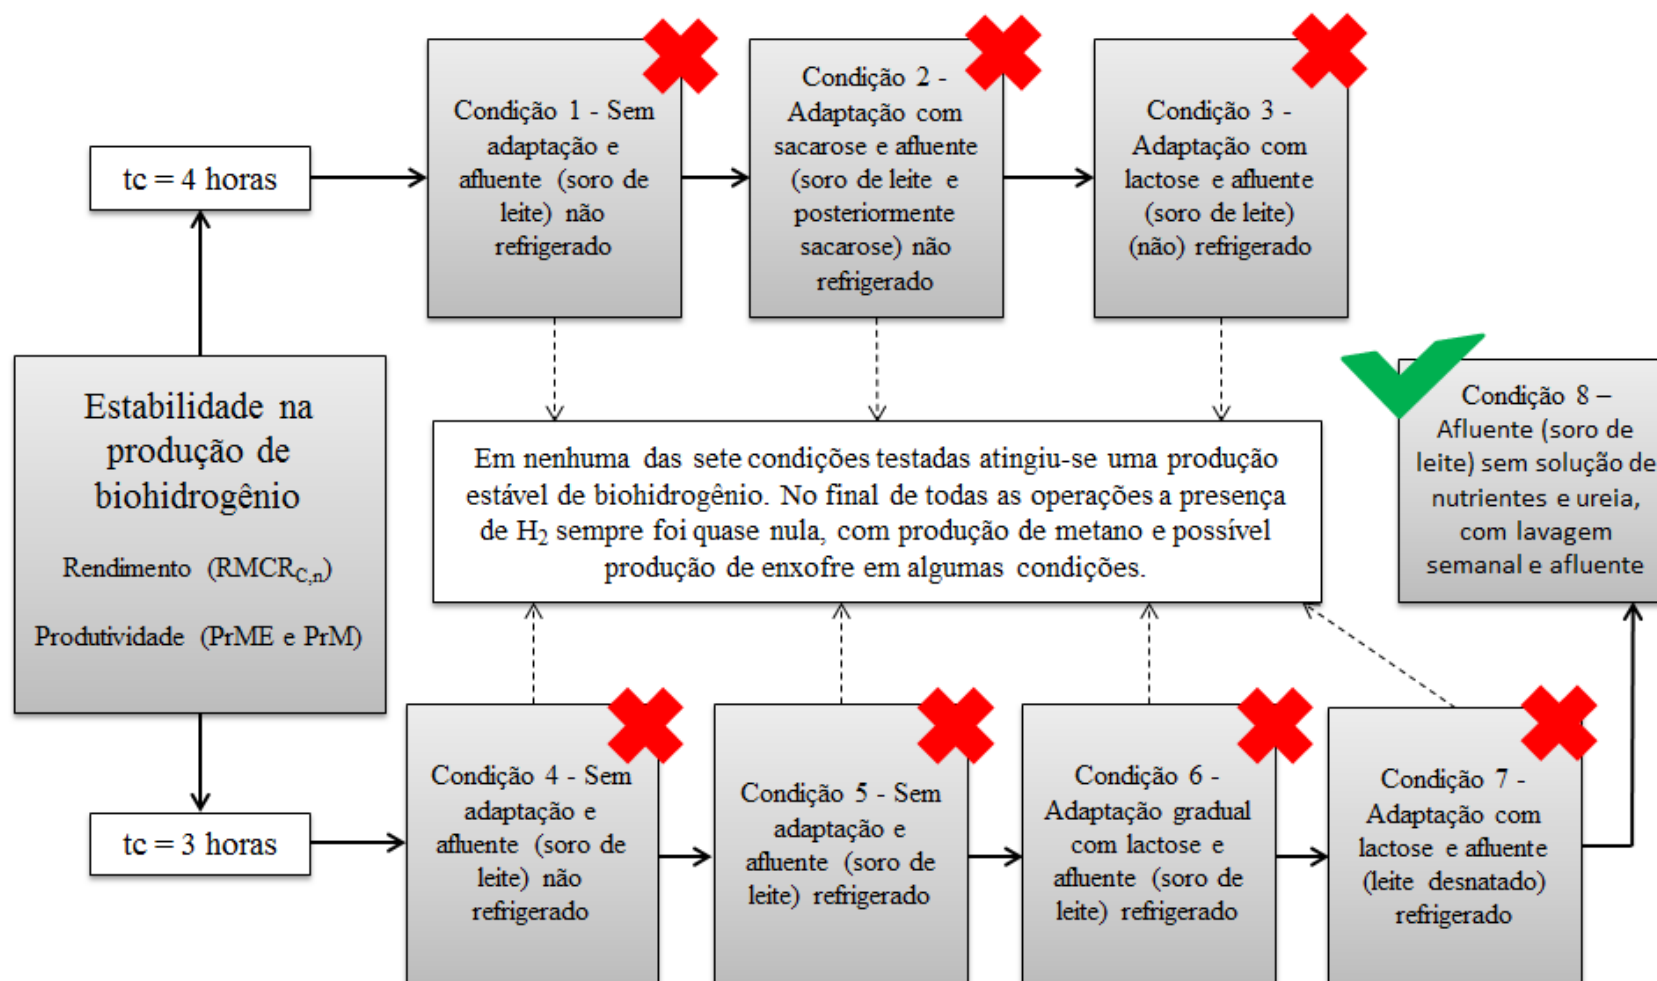 Condição 1 - Sem
adaptação e
afluente (soro de
leite) não
refrigerado
Condição 2 -
Adaptação com
sacarose e afluente
(soro de leite e
posteriormente
sacarose) não
refrigerado
Condição 3 -
Adaptação com
lactose e afluente
(soro de leite)
(não) refrigerado
tc = 4 horas
Estabilidade na
produção de
biohidrogênio
Rendimento (RMCR_C,n)
Produtividade (PrME e PrM)
Em nenhuma das sete condições testadas atingiu-se uma produção
estável de biohidrogênio. No final de todas as operações a presença
de H₂ sempre foi quase nula, com produção de metano e possível
produção de enxofre em algumas condições.
Condição 8 –
Afluente (soro de
leite) sem solução de
nutrientes e ureia,
com lavagem
semanal e afluente
tc = 3 horas
Condição 4 - Sem
adaptação e
afluente (soro de
leite) não
refrigerado
Condição 5 - Sem
adaptação e
afluente (soro de
leite) refrigerado
Condição 6 -
Adaptação gradual
com lactose e
afluente (soro de
leite) refrigerado
Condição 7 -
Adaptação com
lactose e afluente
(leite desnatado)
refrigerado